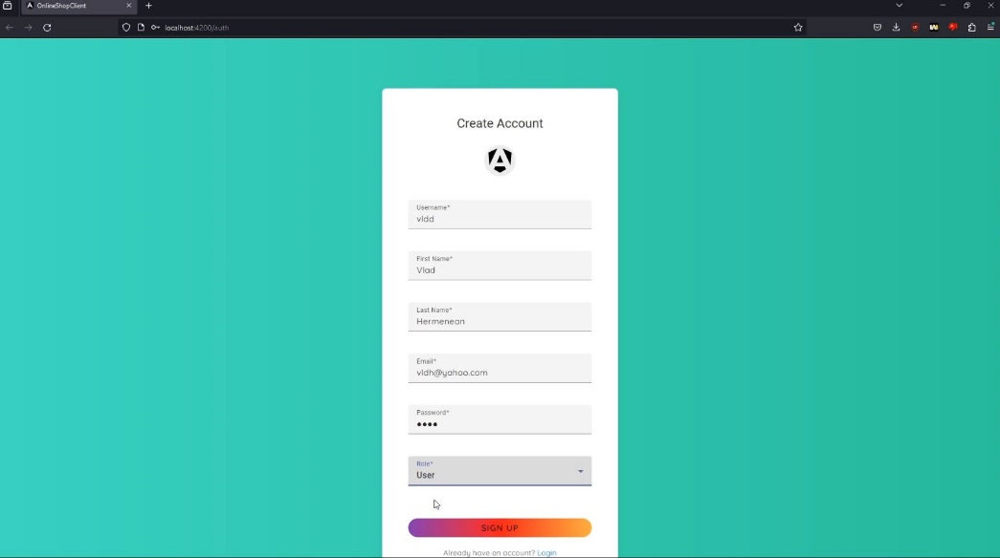 OnlineShopClient
localhost:4200/auth
Create Account
Username*
vldd
First Name*
Vlad
Last Name*
Hermenean
Email*
vldh@yahoo.com
Password*
Role*
User
SIGN UP
Already have an account? Login